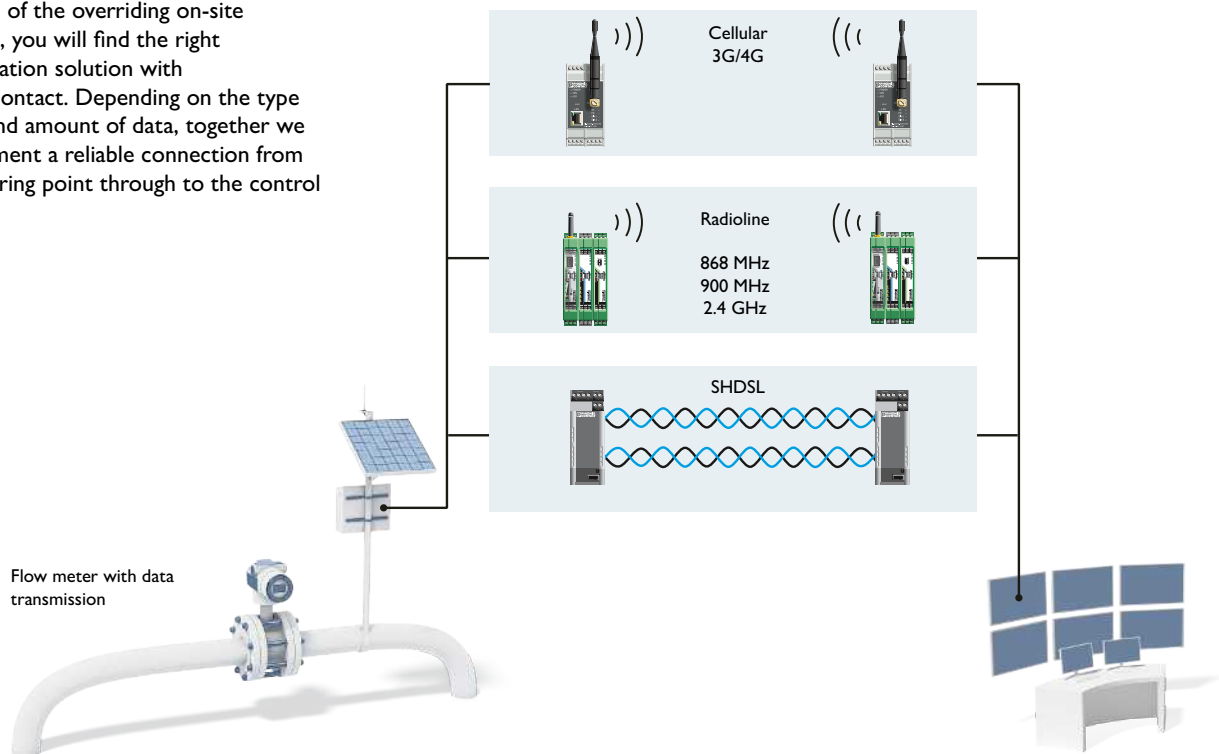 of the overriding on-site
, you will find the right
ation solution with
ontact. Depending on the type
nd amount of data, together we
ment a reliable connection from
ring point through to the control
Cellular
3G/4G
Radioline
868 MHz
900 MHz
2.4 GHz
SHDSL
Flow meter with data
transmission